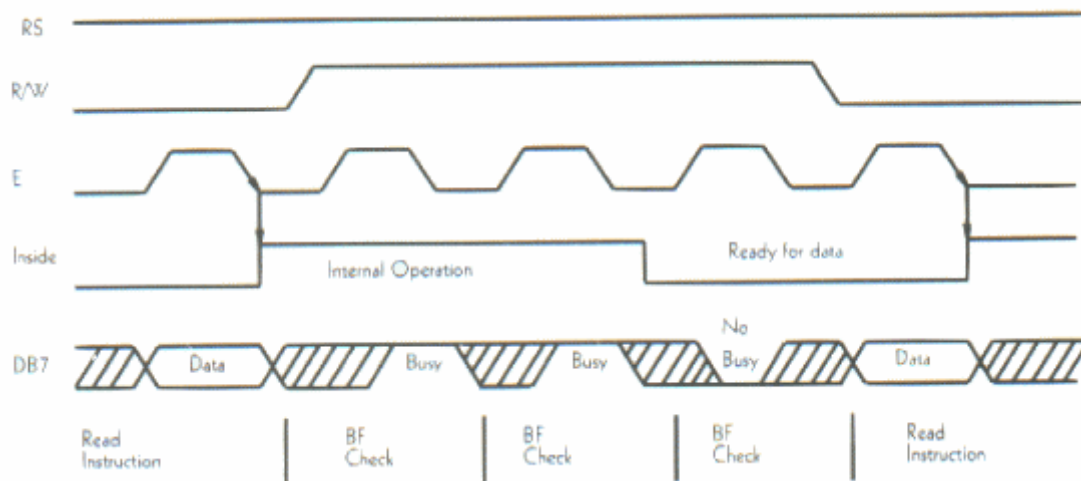 RS
R/W
E
Inside
Internal Operation
Ready for data
DB7
Data
Busy
Busy
No
Busy
Data
Read
Instruction
BF
Check
BF
Check
BF
Check
Read
Instruction